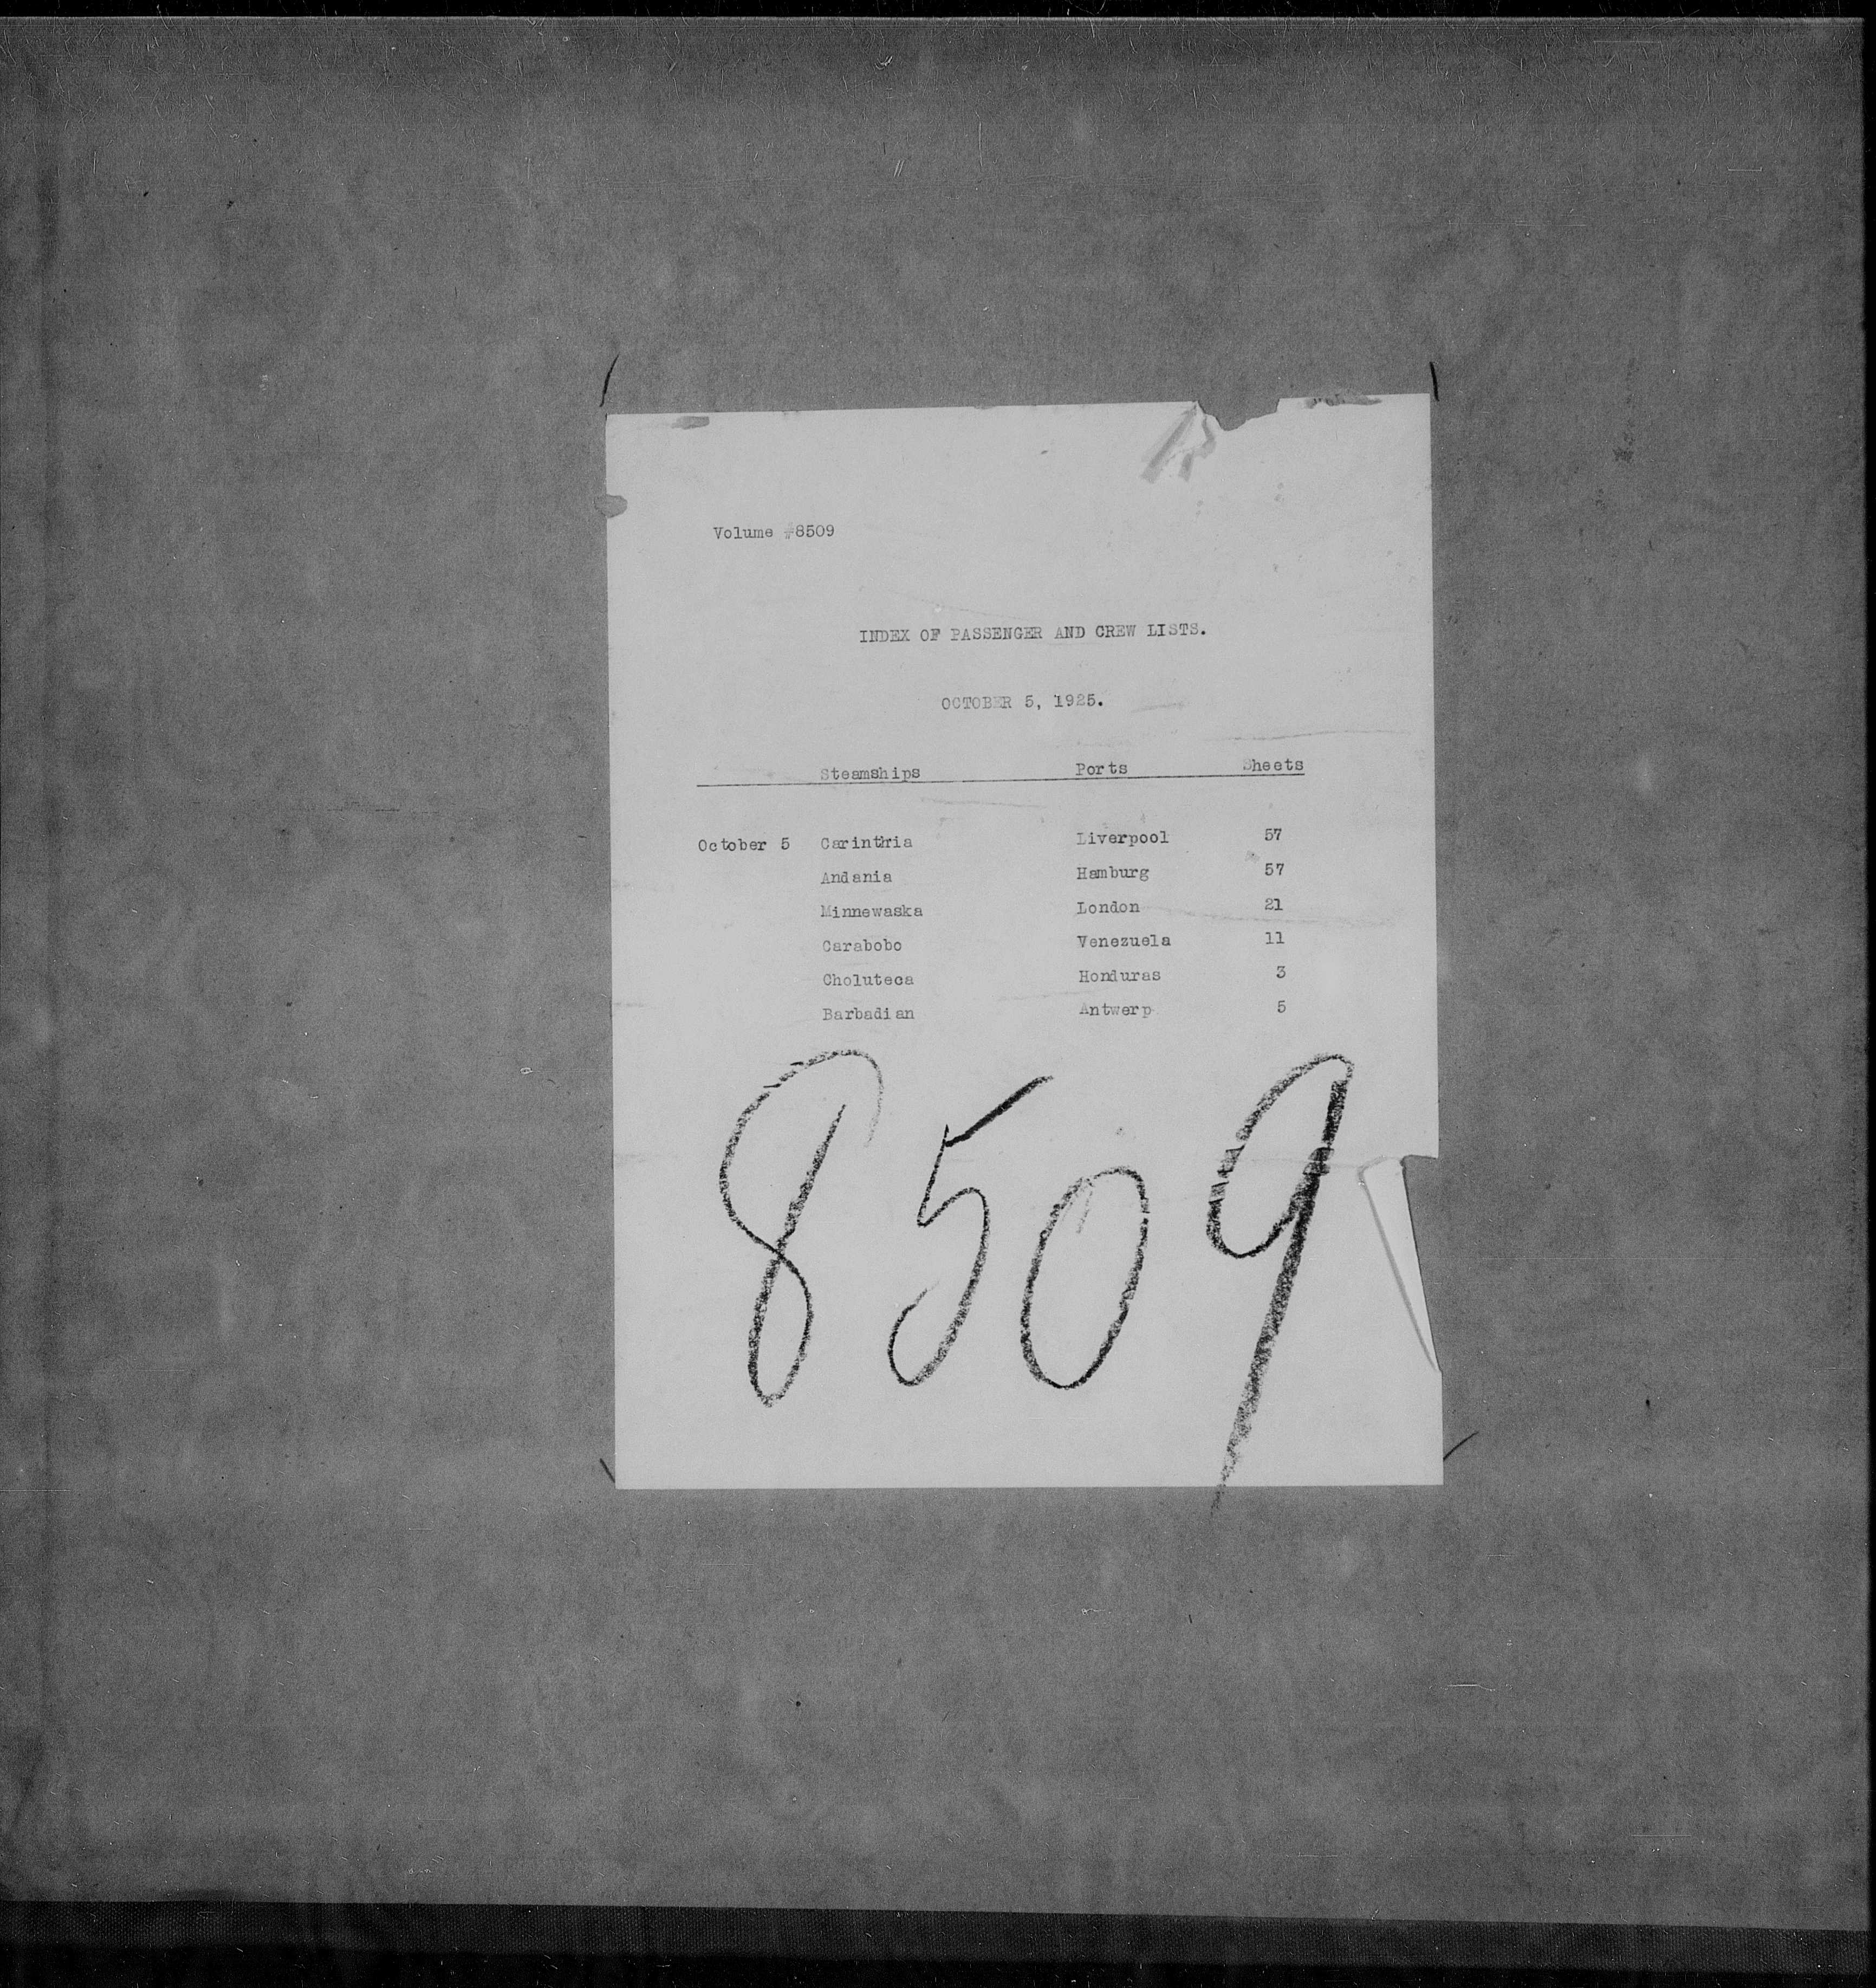 Volume #8509
INDEX OF PASSENGER AND CREW LISTS.
OCTOBER 5, 1925.
Steamships Ports Sheets
October 5 Carinthia Liverpool 57
Andania Hamburg 57
Minnewaska London 21
Carabobo Venezuela 11
Choluteca Honduras 3
Barbadian Antwerp 5
8509